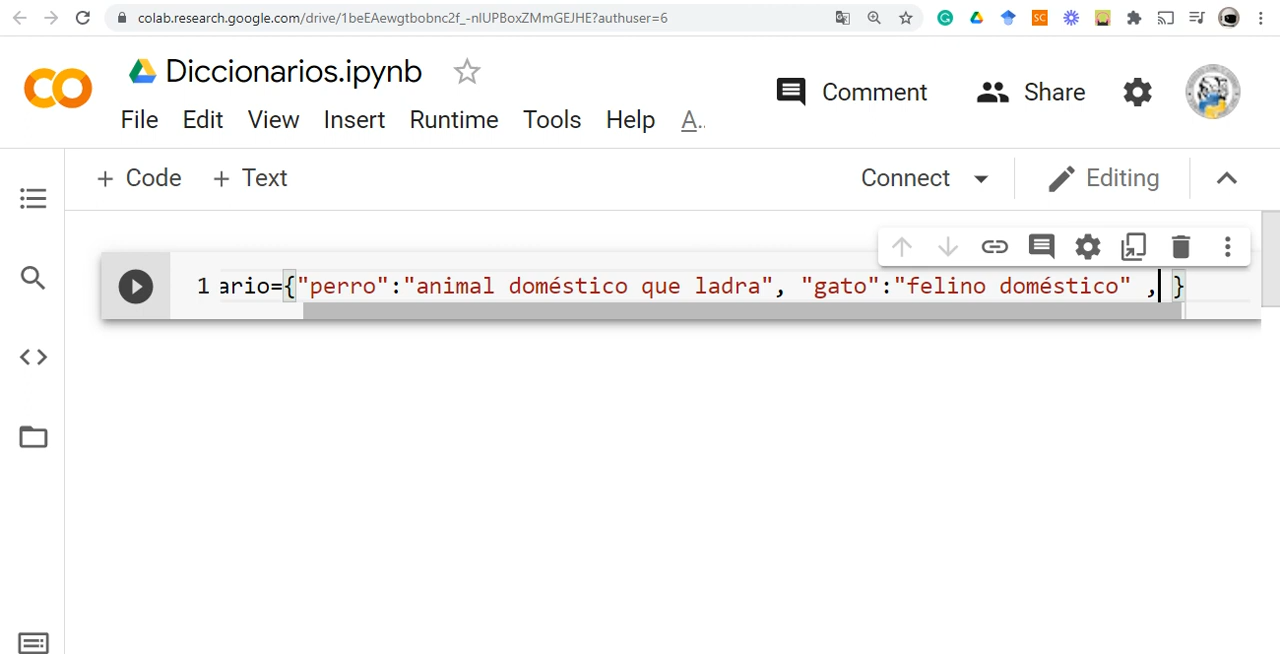 colab.research.google.com/drive/1beEAewgtbobnc2f_-nlUPBoxZMmGEJHE?authuser=6
SC
Diccionarios.ipynb
Comment
Share
File Edit View Insert Runtime Tools Help A..
+ Code + Text
Connect
Editing
1 ario={"perro":"animal doméstico que ladra", "gato":"felino doméstico" , }